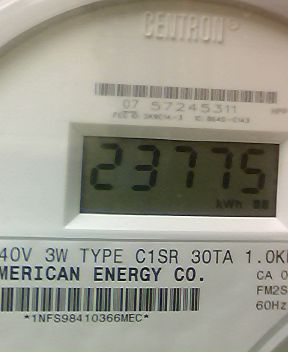 CENTRON
07 57245311
23775
kWh
40V 3W TYPE C1SR 30TA 1.0K
MERICAN ENERGY CO.
CA 0
FM2S
60Hz
*1NFS98410366MEC*